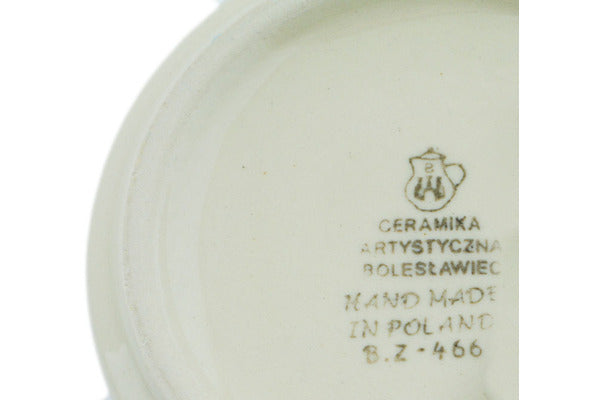 CERAMIKA
ARTYSTYCZNA
BOLESŁAWIEC
HAND MADE
IN POLAND
B.Z - 466